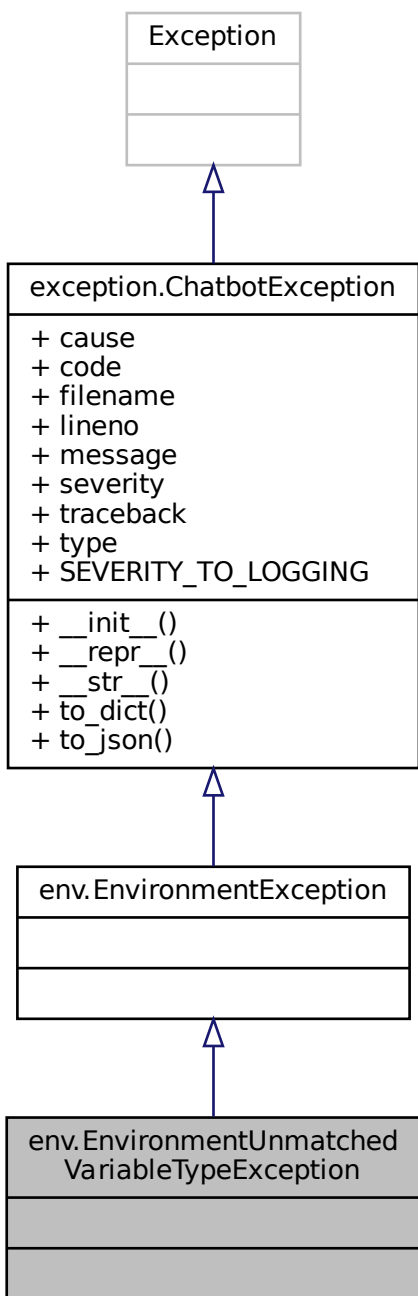 Exception
exception.ChatbotException
+ cause
+ code
+ filename
+ lineno
+ message
+ severity
+ traceback
+ type
+ SEVERITY_TO_LOGGING
+ __init__()
+ __repr__()
+ __str__()
+ to_dict()
+ to_json()
env.EnvironmentException
env.EnvironmentUnmatched
VariableTypeException